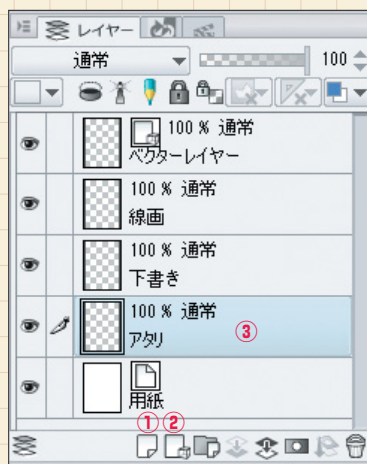 レイヤー
通常 100
100 % 通常
ベクターレイヤー
100 % 通常
線画
100 % 通常
下書き
100 % 通常
アタリ
③
用紙
① ②